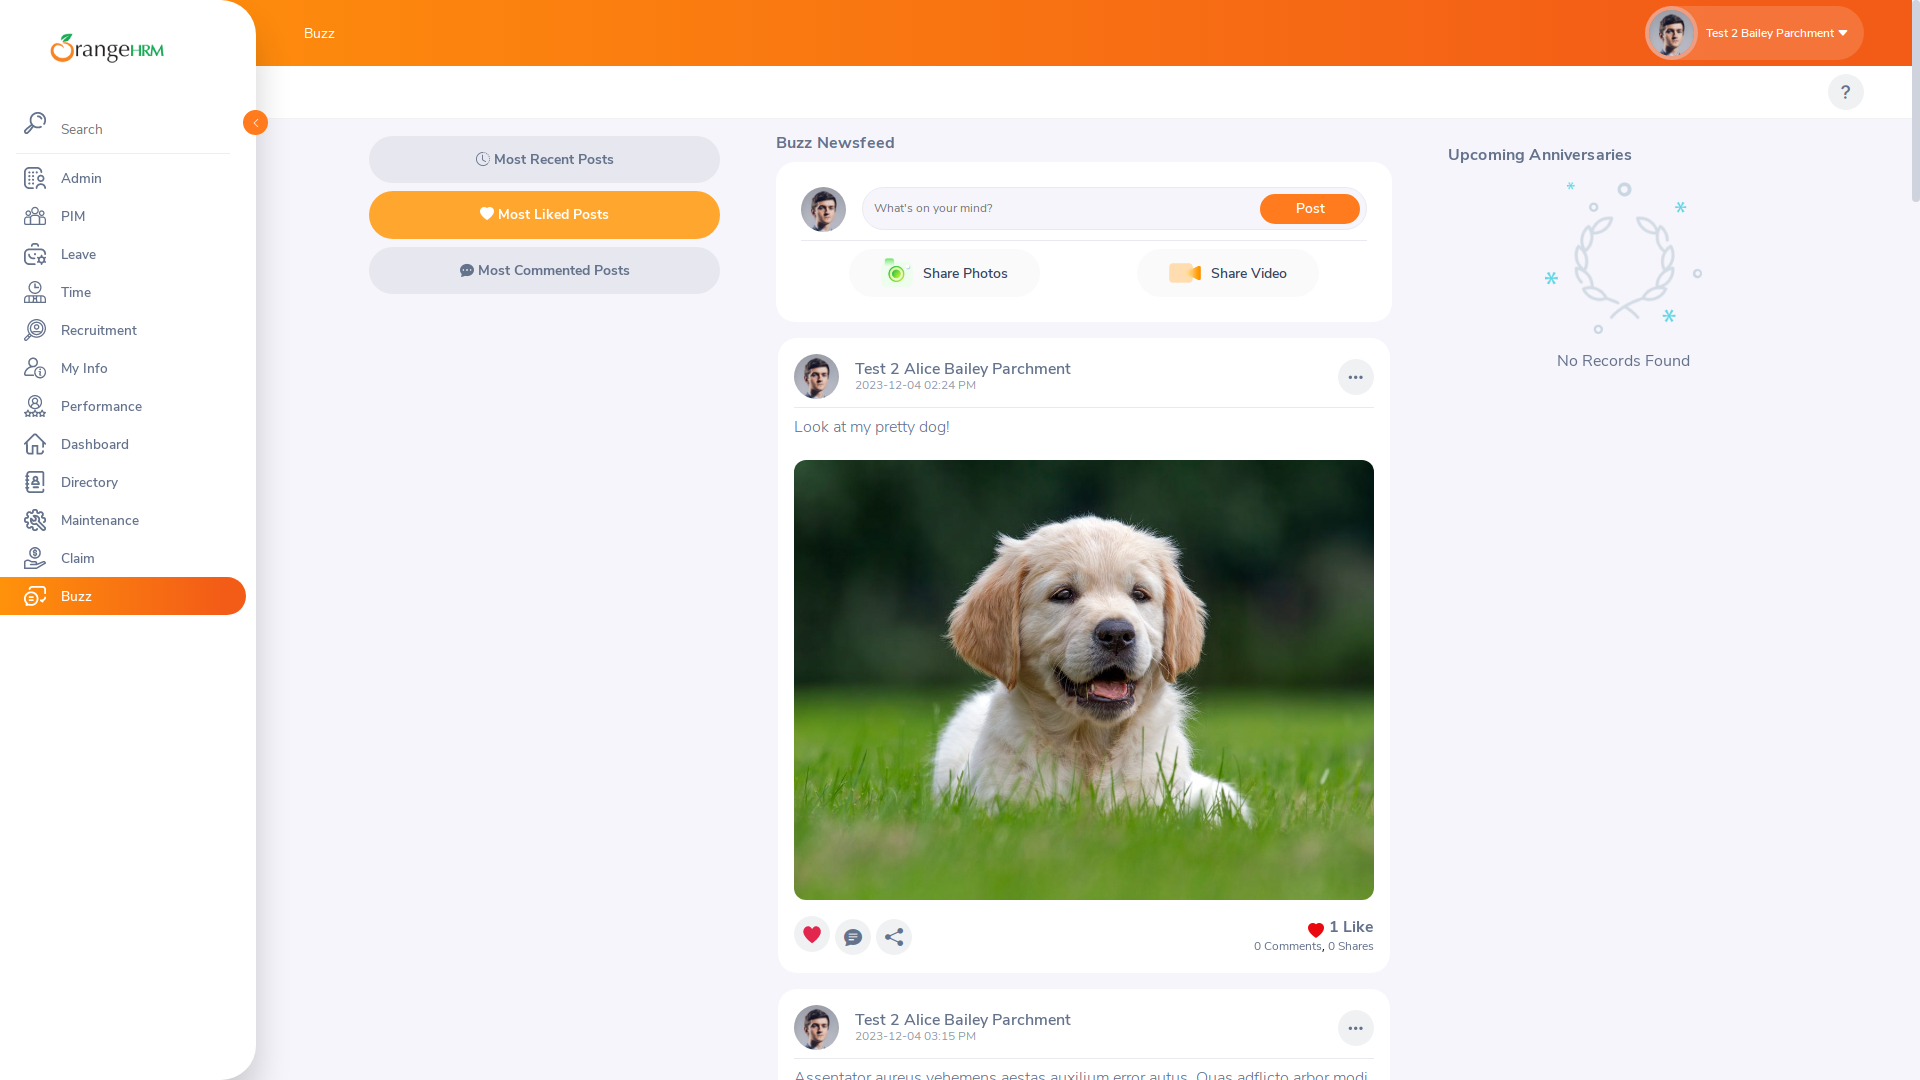 OrangeHRM
Search
Admin
PIM
Leave
Time
Recruitment
My Info
Performance
Dashboard
Directory
Maintenance
Claim
Buzz
Buzz
Test 2 Bailey Parchment
?
Most Recent Posts
Most Liked Posts
Most Commented Posts
Buzz Newsfeed
What's on your mind?
Post
Share Photos
Share Video
Test 2 Alice Bailey Parchment
2023-12-04 02:24 PM
Look at my pretty dog!
1 Like
0 Comments, 0 Shares
Test 2 Alice Bailey Parchment
2023-12-04 03:15 PM
Assentator aureus vehemens aestas auxilium error autus. Quas adflicto arbor modi
Upcoming Anniversaries
No Records Found